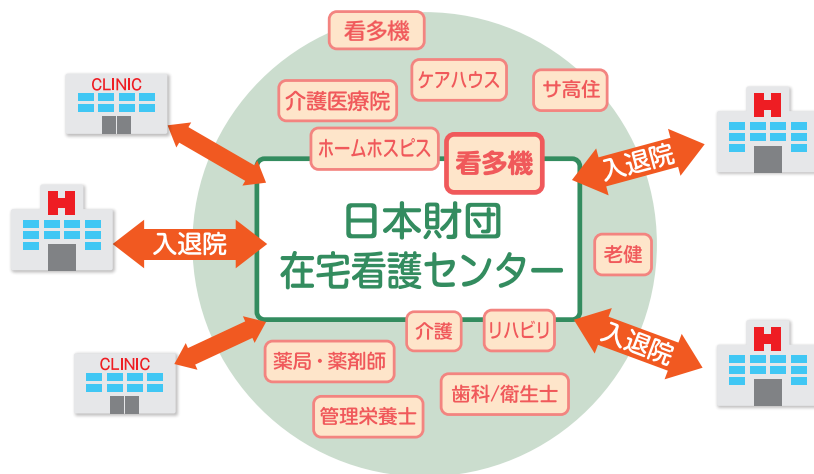 看多機
ケアハウス
サ高住
CLINIC
介護医療院
H
ホームホスピス
看多機
入退院
H
日本財団
入退院
在宅看護センター
老健
介護
リハビリ
入退院
H
薬局・薬剤師
CLINIC
歯科/衛生士
管理栄養士